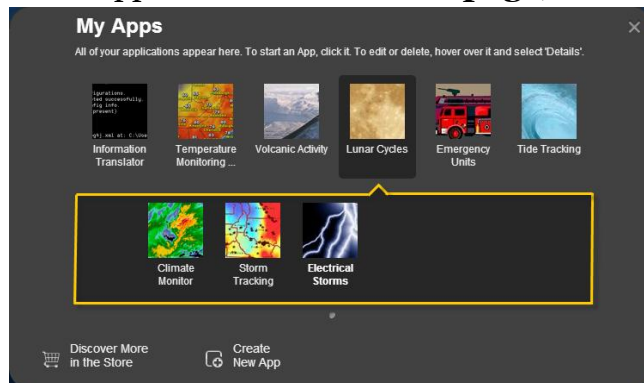 My Apps
All of your applications appear here. To start an App, click it. To edit or delete, hover over it and select 'Details'.
Information
Translator
Temperature
Monitoring ...
Volcanic Activity
Lunar Cycles
Emergency
Units
Tide Tracking
Climate
Monitor
Storm
Tracking
Electrical
Storms
Discover More
in the Store
Create
New App